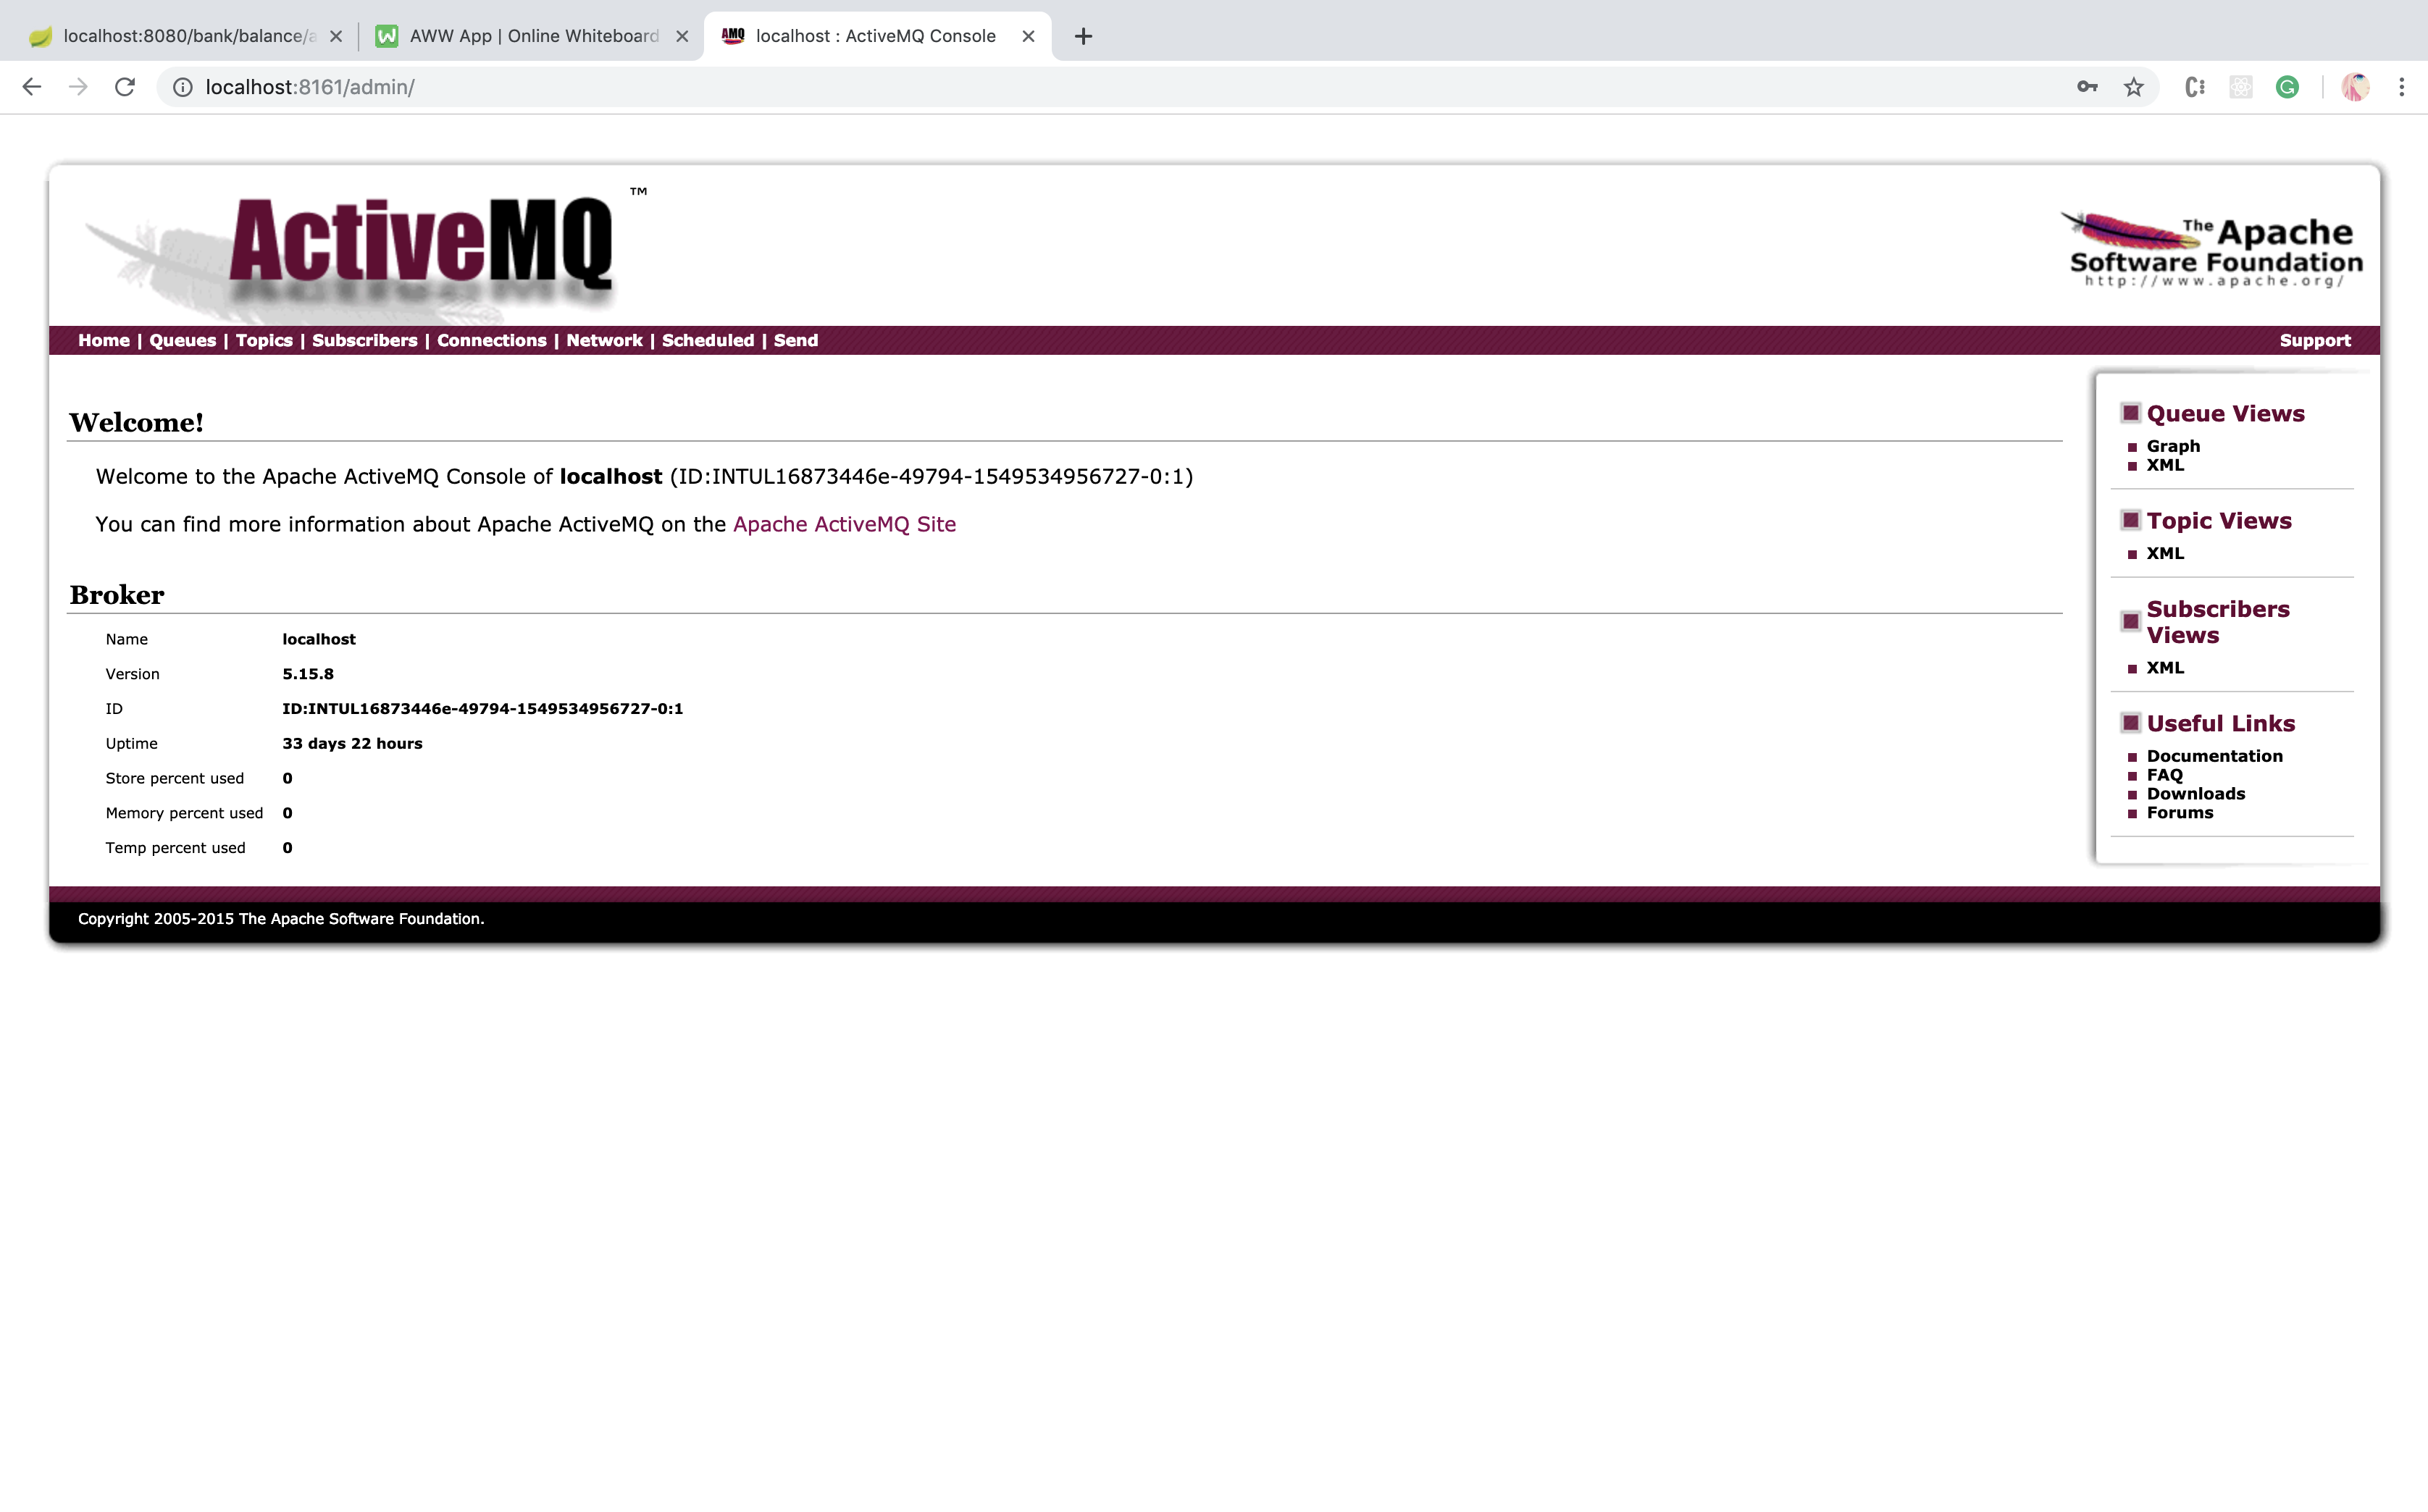 localhost:8080/bank/balance/a
AWW App | Online Whiteboard
AMQ localhost : ActiveMQ Console
localhost:8161/admin/
ActiveMQ ™
The Apache
Software Foundation
http://www.apache.org/
Home | Queues | Topics | Subscribers | Connections | Network | Scheduled | Send
Support
Welcome!
Welcome to the Apache ActiveMQ Console of localhost (ID:INTUL16873446e-49794-1549534956727-0:1)
You can find more information about Apache ActiveMQ on the Apache ActiveMQ Site
Broker
Name localhost
Version 5.15.8
ID ID:INTUL16873446e-49794-1549534956727-0:1
Uptime 33 days 22 hours
Store percent used 0
Memory percent used 0
Temp percent used 0
Queue Views
Graph
XML
Topic Views
XML
Subscribers
Views
XML
Useful Links
Documentation
FAQ
Downloads
Forums
Copyright 2005-2015 The Apache Software Foundation.